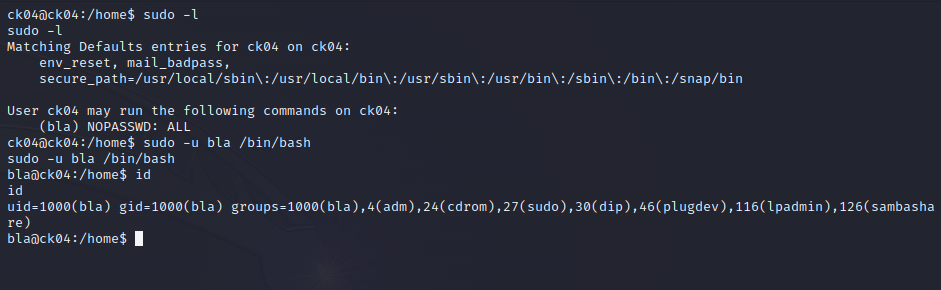 ck04@ck04:/home$ sudo -l
sudo -l
Matching Defaults entries for ck04 on ck04:
    env_reset, mail_badpass,
    secure_path=/usr/local/sbin\:/usr/local/bin\:/usr/sbin\:/usr/bin\:/sbin\:/bin\:/snap/bin

User ck04 may run the following commands on ck04:
    (bla) NOPASSWD: ALL
ck04@ck04:/home$ sudo -u bla /bin/bash
sudo -u bla /bin/bash
bla@ck04:/home$ id
id
uid=1000(bla) gid=1000(bla) groups=1000(bla),4(adm),24(cdrom),27(sudo),30(dip),46(plugdev),116(lpadmin),126(sambasha
re)
bla@ck04:/home$